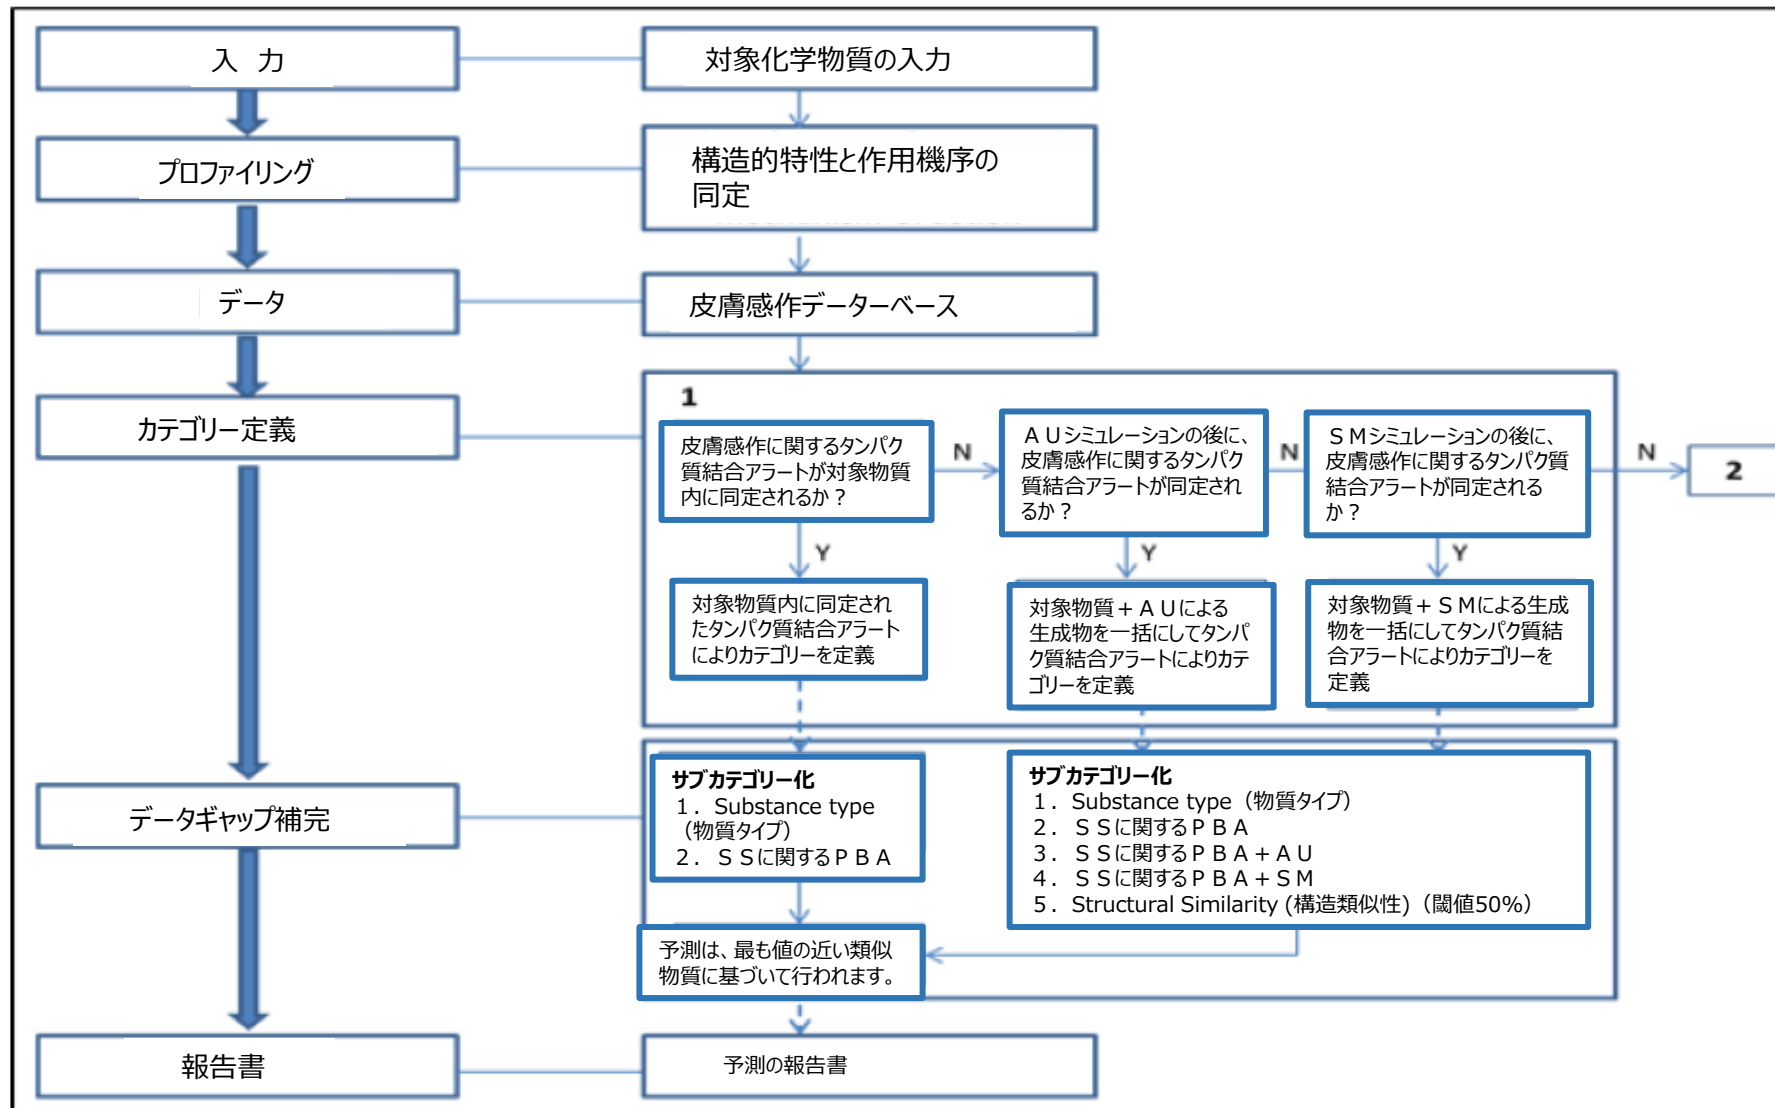 入 力
対象化学物質の入力
プロファイリング
構造的特性と作用機序の
同定
データ
皮膚感作データーベース
カテゴリー定義
1
皮膚感作に関するタンパク
質結合アラートが対象物質
内に同定されるか？
N
ＡＵシミュレーションの後に、
皮膚感作に関するタンパク
質結合アラートが同定され
るか？
N
ＳＭシミュレーションの後に、
皮膚感作に関するタンパク質
結合アラートが同定される
か？
N
2
Y
Y
Y
対象物質内に同定され
たタンパク質結合アラート
によりカテゴリーを定義
対象物質＋ＡＵによる
生成物を一括にしてタンパ
ク質結合アラートによりカテ
ゴリーを定義
対象物質＋ＳＭによる生成
物を一括にしてタンパク質結
合アラートによりカテゴリーを
定義
データギャップ補完
サブカテゴリー化
１．Substance type
（物質タイプ）
２．ＳＳに関するＰＢＡ
サブカテゴリー化
１．Substance type（物質タイプ）
２．ＳＳに関するＰＢＡ
３．ＳＳに関するＰＢＡ＋ＡＵ
４．ＳＳに関するＰＢＡ＋ＳＭ
５．Structural Similarity (構造類似性)（閾値50%）
予測は、最も値の近い類似
物質に基づいて行われます。
報告書
予測の報告書